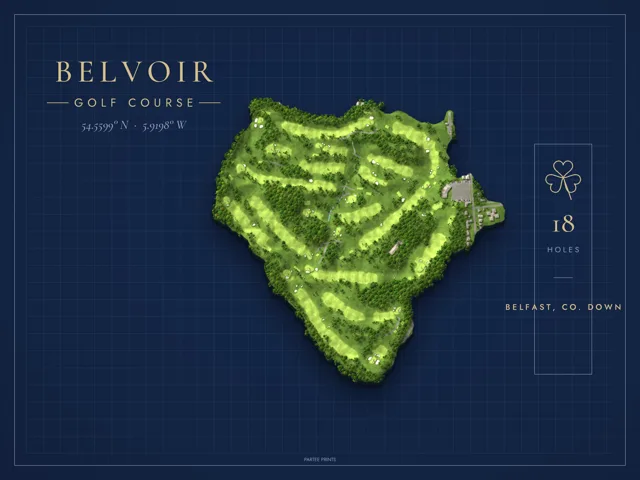 BELVOIR
GOLF COURSE
54.5599° N · 5.9198° W
18
HOLES
BELFAST, CO. DOWN
PARTEE PRINTS